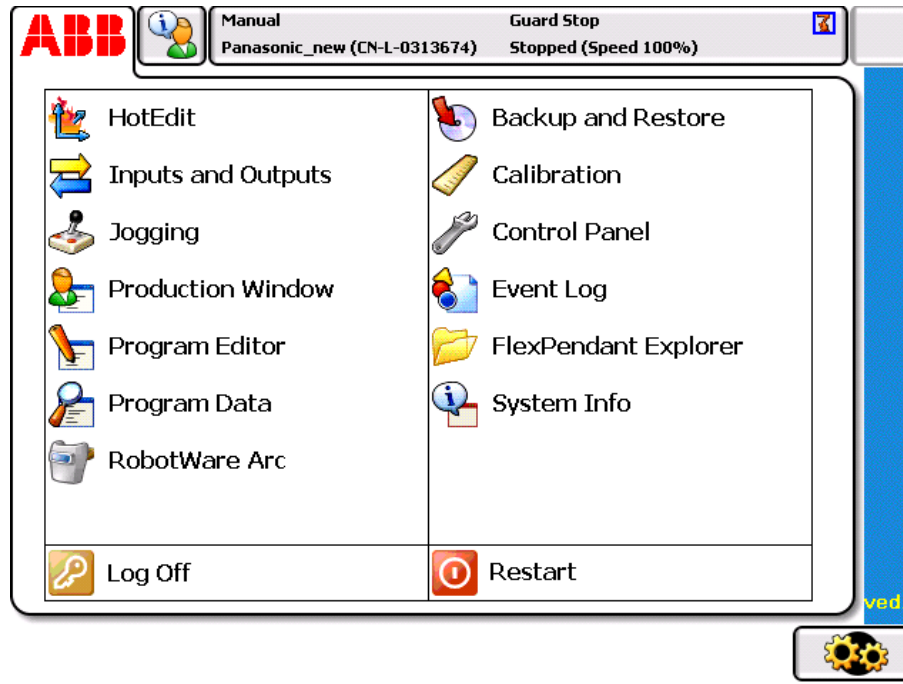 ABB
Manual
Guard Stop
Panasonic_new (CN-L-0313674)
Stopped (Speed 100%)
HotEdit
Backup and Restore
Inputs and Outputs
Calibration
Jogging
Control Panel
Production Window
Event Log
Program Editor
FlexPendant Explorer
Program Data
System Info
RobotWare Arc
Log Off
Restart
ved.